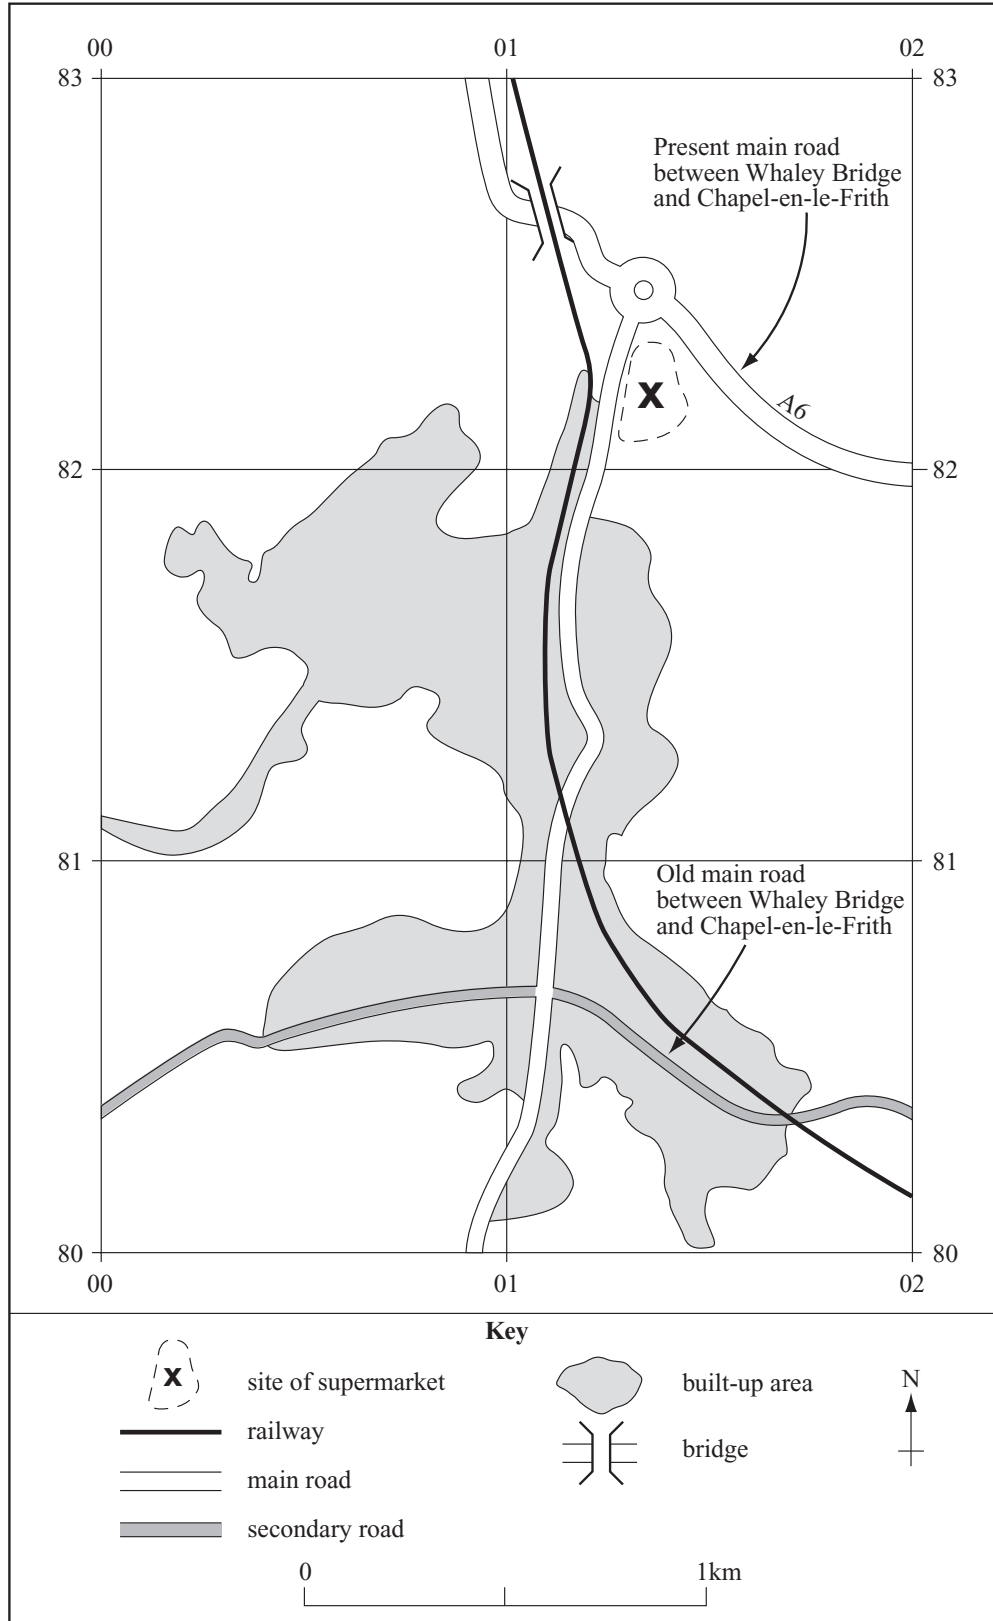 00 01 02
83 83
Present main road
between Whaley Bridge
and Chapel-en-le-Frith
X
A6
82 82
81 81
Old main road
between Whaley Bridge
and Chapel-en-le-Frith
80 80
00 01 02
Key
X
site of supermarket
built-up area
N
railway
bridge
main road
secondary road
0 1km